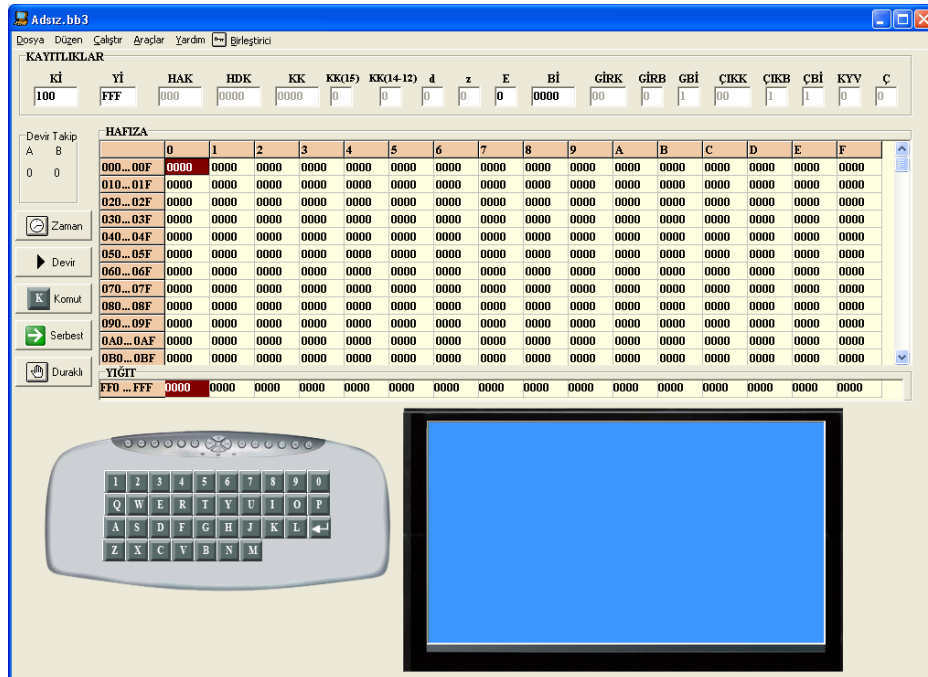 Adsız.bb3
Dosya Düzen Çalıştır Araçlar Yardım Birleştirici
KAYITLIKLAR
Kİ Yİ HAK HDK KK KK(15) KK(14-12) d z E Bİ GİRK GİRB GBİ ÇIKK ÇIKB ÇBİ KYV Ç
100 FFF 000 0000 0000 0 0 0 0 0 0000 00 0 1 00 1 1 0 0
Devir Takip
A B
0 0
Zaman
Devir
K Komut
Serbest
Duraklı
HAFIZA
0 1 2 3 4 5 6 7 8 9 A B C D E F
000...00F 0000 0000 0000 0000 0000 0000 0000 0000 0000 0000 0000 0000 0000 0000 0000 0000
010...01F 0000 0000 0000 0000 0000 0000 0000 0000 0000 0000 0000 0000 0000 0000 0000 0000
020...02F 0000 0000 0000 0000 0000 0000 0000 0000 0000 0000 0000 0000 0000 0000 0000 0000
030...03F 0000 0000 0000 0000 0000 0000 0000 0000 0000 0000 0000 0000 0000 0000 0000 0000
040...04F 0000 0000 0000 0000 0000 0000 0000 0000 0000 0000 0000 0000 0000 0000 0000 0000
050...05F 0000 0000 0000 0000 0000 0000 0000 0000 0000 0000 0000 0000 0000 0000 0000 0000
060...06F 0000 0000 0000 0000 0000 0000 0000 0000 0000 0000 0000 0000 0000 0000 0000 0000
070...07F 0000 0000 0000 0000 0000 0000 0000 0000 0000 0000 0000 0000 0000 0000 0000 0000
080...08F 0000 0000 0000 0000 0000 0000 0000 0000 0000 0000 0000 0000 0000 0000 0000 0000
090...09F 0000 0000 0000 0000 0000 0000 0000 0000 0000 0000 0000 0000 0000 0000 0000 0000
0A0...0AF 0000 0000 0000 0000 0000 0000 0000 0000 0000 0000 0000 0000 0000 0000 0000 0000
0B0...0BF 0000 0000 0000 0000 0000 0000 0000 0000 0000 0000 0000 0000 0000 0000 0000 0000
YIĞIT
FF0 ... FFF 0000 0000 0000 0000 0000 0000 0000 0000 0000 0000 0000 0000 0000 0000 0000 0000
1 2 3 4 5 6 7 8 9 0
Q W E R T Y U I O P
A S D F G H J K L
Z X C V B N M